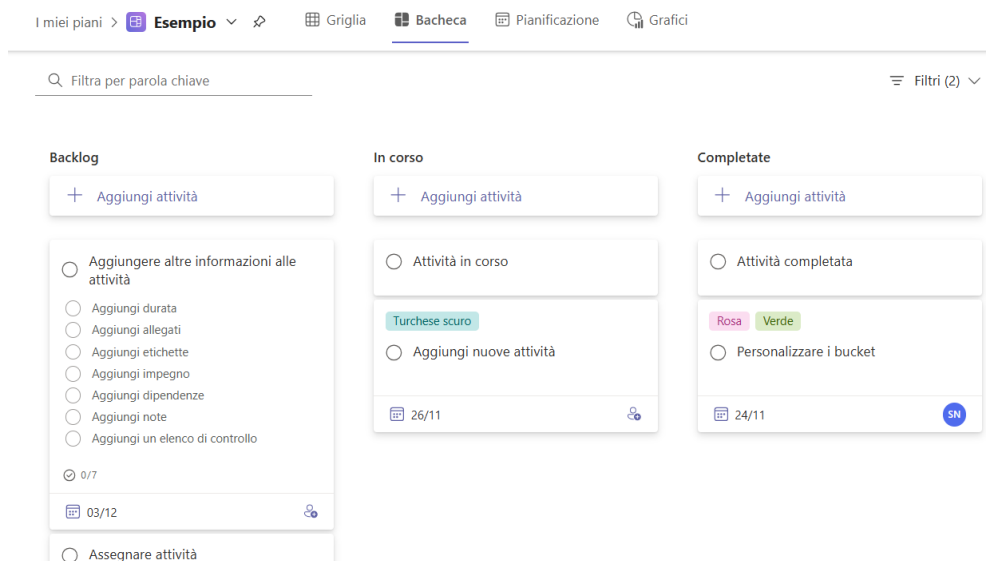 I miei piani > Esempio
Griglia
Bacheca
Pianificazione
Grafici
Filtra per parola chiave
Filtri (2)
Backlog
Aggiungi attività
Aggiungere altre informazioni alle
attività
Aggiungi durata
Aggiungi allegati
Aggiungi etichette
Aggiungi impegno
Aggiungi dipendenze
Aggiungi note
Aggiungi un elenco di controllo
0/7
03/12
Assegnare attività
In corso
Aggiungi attività
Attività in corso
Turchese scuro
Aggiungi nuove attività
26/11
Completate
Aggiungi attività
Attività completata
Rosa Verde
Personalizzare i bucket
24/11
SN